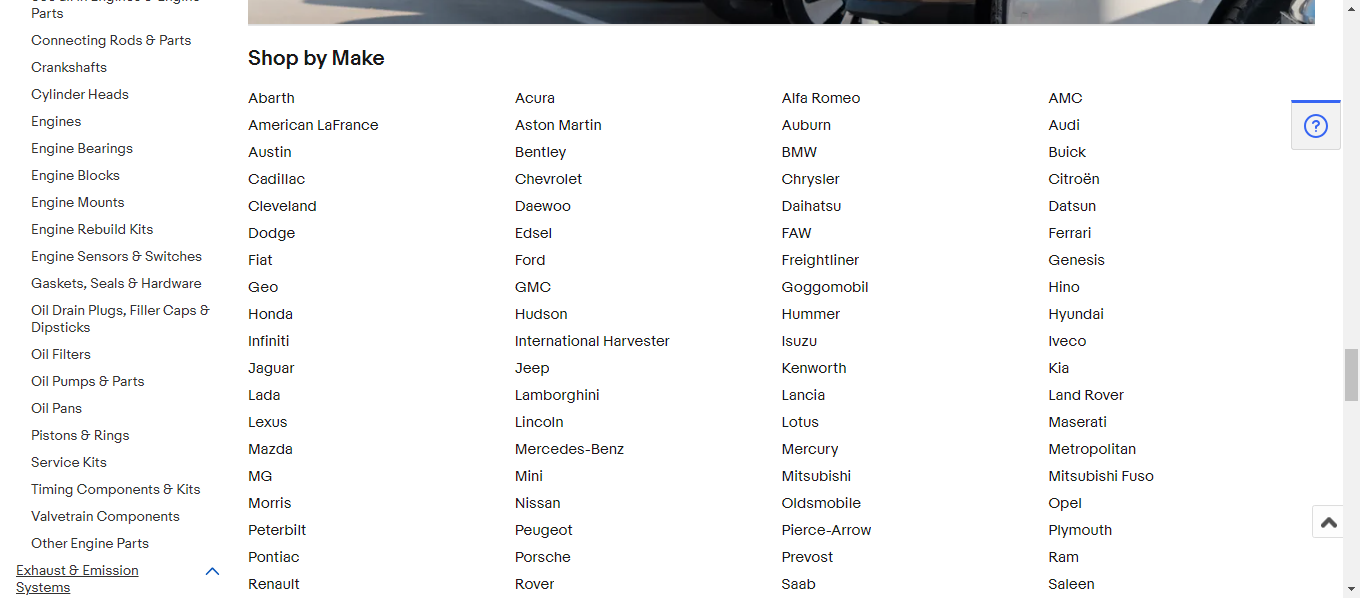 Parts
Connecting Rods & Parts
Crankshafts
Cylinder Heads
Engines
Engine Bearings
Engine Blocks
Engine Mounts
Engine Rebuild Kits
Engine Sensors & Switches
Gaskets, Seals & Hardware
Oil Drain Plugs, Filler Caps &
Dipsticks
Oil Filters
Oil Pumps & Parts
Oil Pans
Pistons & Rings
Service Kits
Timing Components & Kits
Valvetrain Components
Other Engine Parts
Exhaust & Emission
Systems
Shop by Make
Abarth Acura Alfa Romeo AMC
American LaFrance Aston Martin Auburn Audi
Austin Bentley BMW Buick
Cadillac Chevrolet Chrysler Citroën
Cleveland Daewoo Daihatsu Datsun
Dodge Edsel FAW Ferrari
Fiat Ford Freightliner Genesis
Geo GMC Goggomobil Hino
Honda Hudson Hummer Hyundai
Infiniti International Harvester Isuzu Iveco
Jaguar Jeep Kenworth Kia
Lada Lamborghini Lancia Land Rover
Lexus Lincoln Lotus Maserati
Mazda Mercedes-Benz Mercury Metropolitan
MG Mini Mitsubishi Mitsubishi Fuso
Morris Nissan Oldsmobile Opel
Peterbilt Peugeot Pierce-Arrow Plymouth
Pontiac Porsche Prevost Ram
Renault Rover Saab Saleen
?